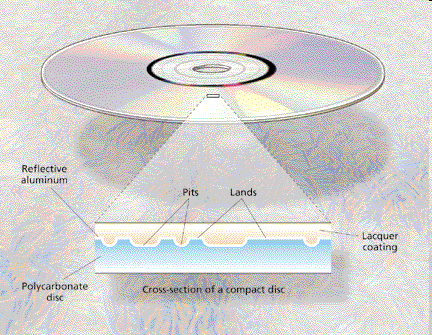 Reflective
aluminum
Pits
Lands
Lacquer
coating
Polycarbonate
disc
Cross-section of a compact disc